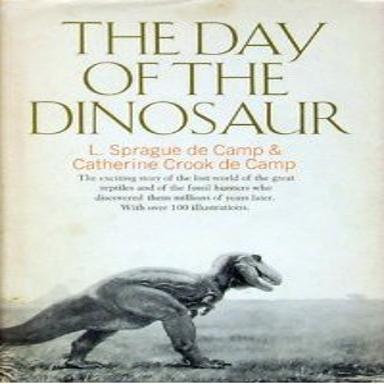 THE DAY
OF THE
DINOSAUR
L. Sprague de Camp &
Catherine Crook de Camp
The exciting story of the lost world of the great
reptiles and of the fossil hunters who
discovered them millions of years later.
With over 100 illustrations.